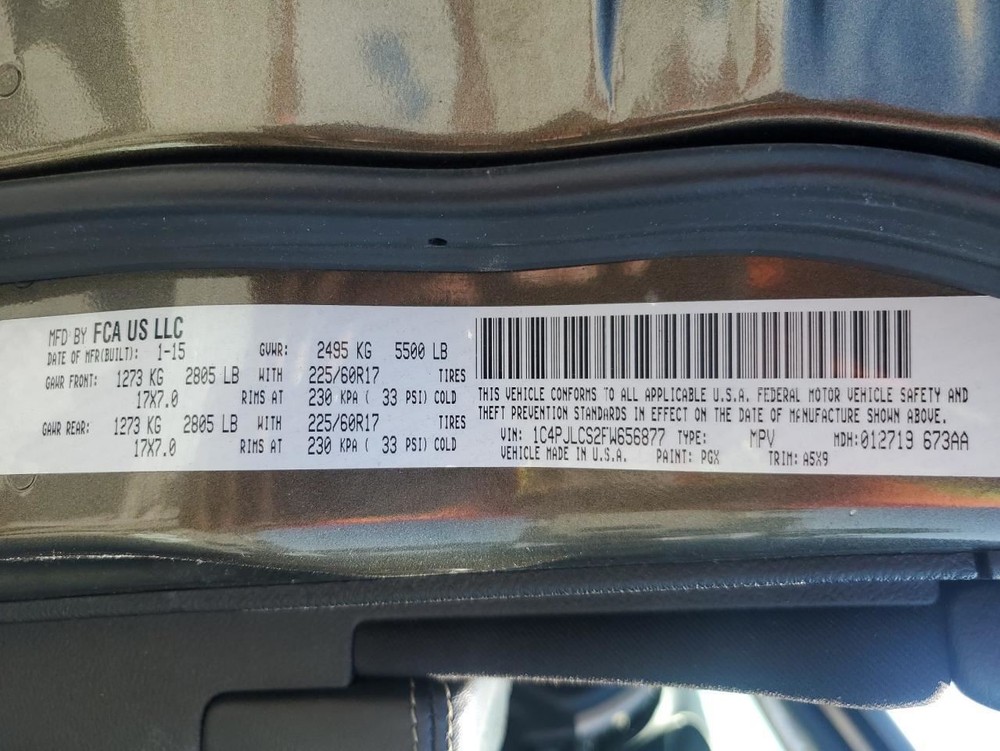 MFD BY FCA US LLC
DATE OF MFR(BUILT): 1-15 GVWR: 2495 KG 5500 LB
GAWR FRONT: 1273 KG 2805 LB WITH 225/60R17 TIRES
17X7.0 RIMS AT 230 KPA ( 33 PSI) COLD
GAWR REAR: 1273 KG 2805 LB WITH 225/60R17 TIRES
17X7.0 RIMS AT 230 KPA ( 33 PSI) COLD
THIS VEHICLE CONFORMS TO ALL APPLICABLE U.S.A. FEDERAL MOTOR VEHICLE SAFETY AND
THEFT PREVENTION STANDARDS IN EFFECT ON THE DATE OF MANUFACTURE SHOWN ABOVE.
VIN: 1C4PJLCS2FW656877 TYPE: MPV MDH:012719 673AA
VEHICLE MADE IN U.S.A. PAINT: PGX TRIM: A5X9